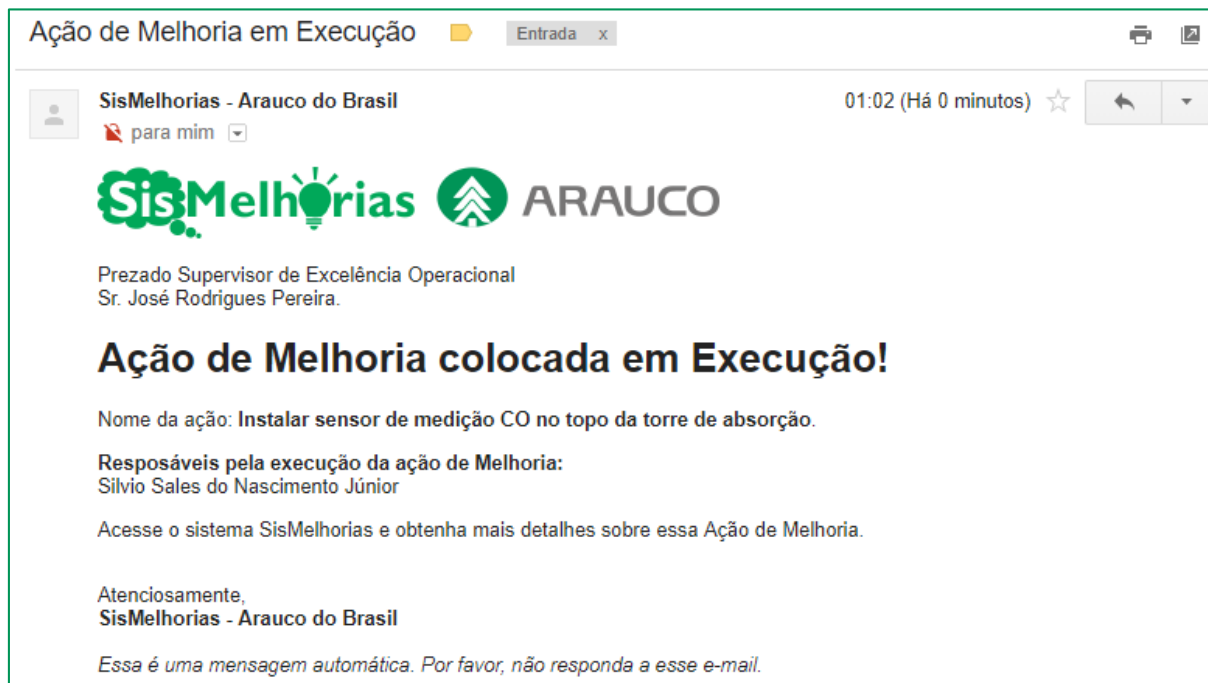 Ação de Melhoria em Execução
Entrada x
SisMelhorias - Arauco do Brasil
01:02 (Há 0 minutos)
para mim
SisMelhorias ARAUCO
Prezado Supervisor de Excelência Operacional
Sr. José Rodrigues Pereira.
Ação de Melhoria colocada em Execução!
Nome da ação: Instalar sensor de medição CO no topo da torre de absorção.
Resposáveis pela execução da ação de Melhoria:
Silvio Sales do Nascimento Júnior
Acesse o sistema SisMelhorias e obtenha mais detalhes sobre essa Ação de Melhoria.
Atenciosamente,
SisMelhorias - Arauco do Brasil
Essa é uma mensagem automática. Por favor, não responda a esse e-mail.